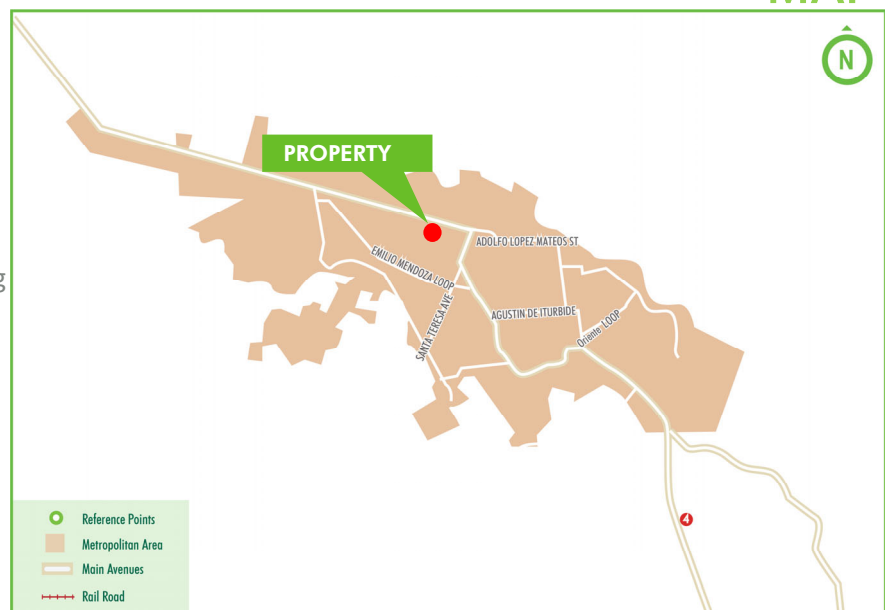 N
PROPERTY
ADOLFO LOPEZ MATEOS ST
EMILIO MENDOZA LOOP
SANTA TERESA AVE
AGUSTIN DE ITURBIDE
Oriente LOOP
4
Reference Points
Metropolitan Area
Main Avenues
Rail Road